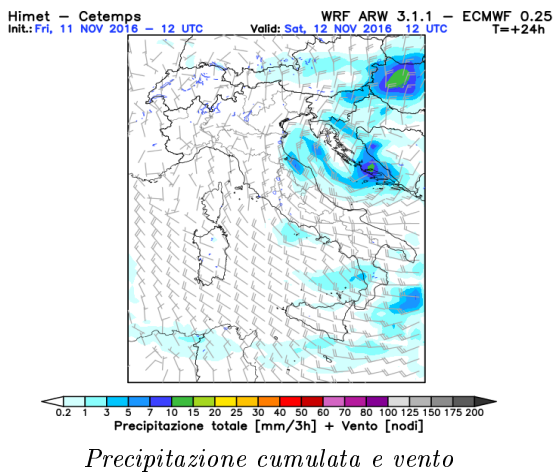 Himet – Cetemps WRF ARW 3.1.1 – ECMWF 0.25
Init.: Fri, 11 NOV 2016 – 12 UTC Valid: Sat, 12 NOV 2016 12 UTC T=+24h
0.2 1 3 5 7 10 15 20 25 30 40 50 60 70 80 100 125 150 175 200
Precipitazione totale [mm/3h] + Vento [nodi]
Precipitazione cumulata e vento